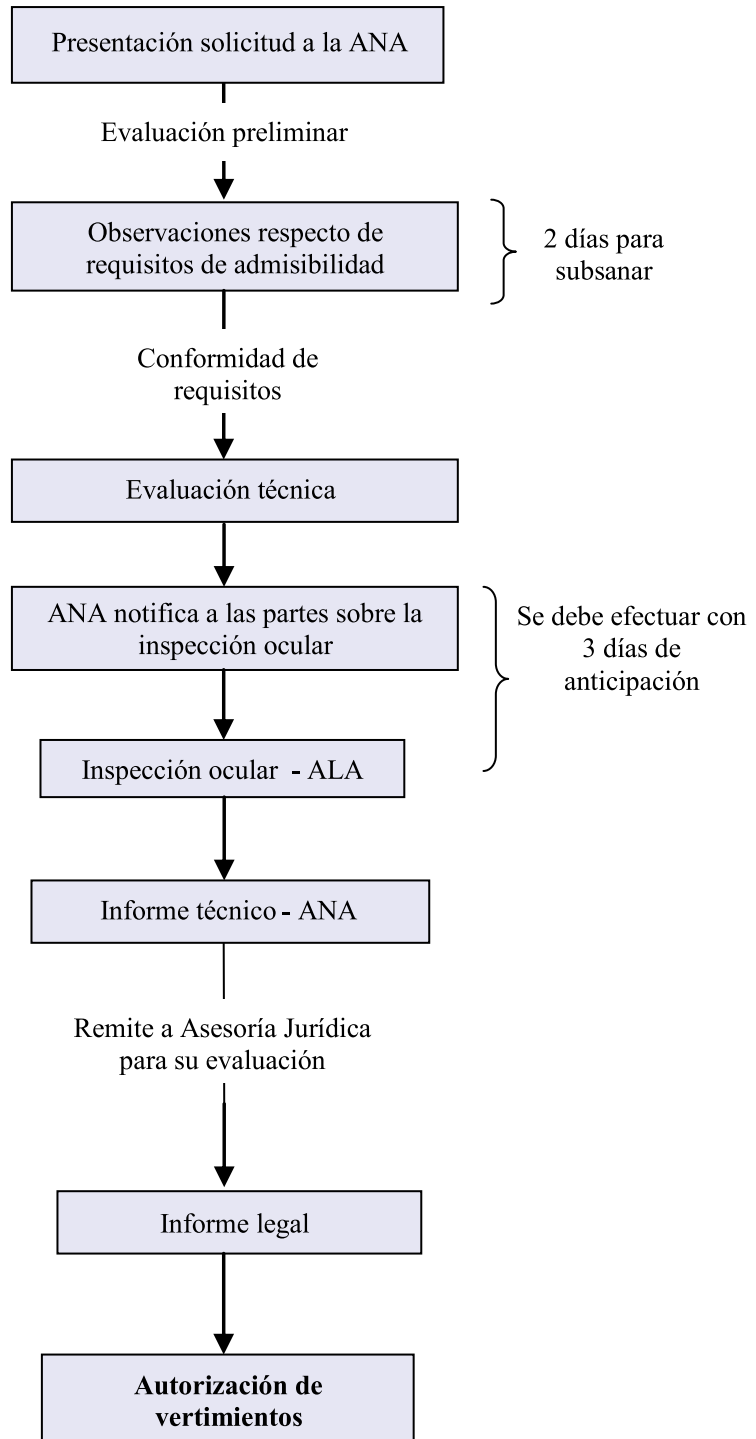 Presentación solicitud a la ANA
Evaluación preliminar
Observaciones respecto de
requisitos de admisibilidad
2 días para
subsanar
Conformidad de
requisitos
Evaluación técnica
ANA notifica a las partes sobre la
inspección ocular
Se debe efectuar con
3 días de
anticipación
Inspección ocular - ALA
Informe técnico - ANA
Remite a Asesoría Jurídica
para su evaluación
Informe legal
Autorización de
vertimientos